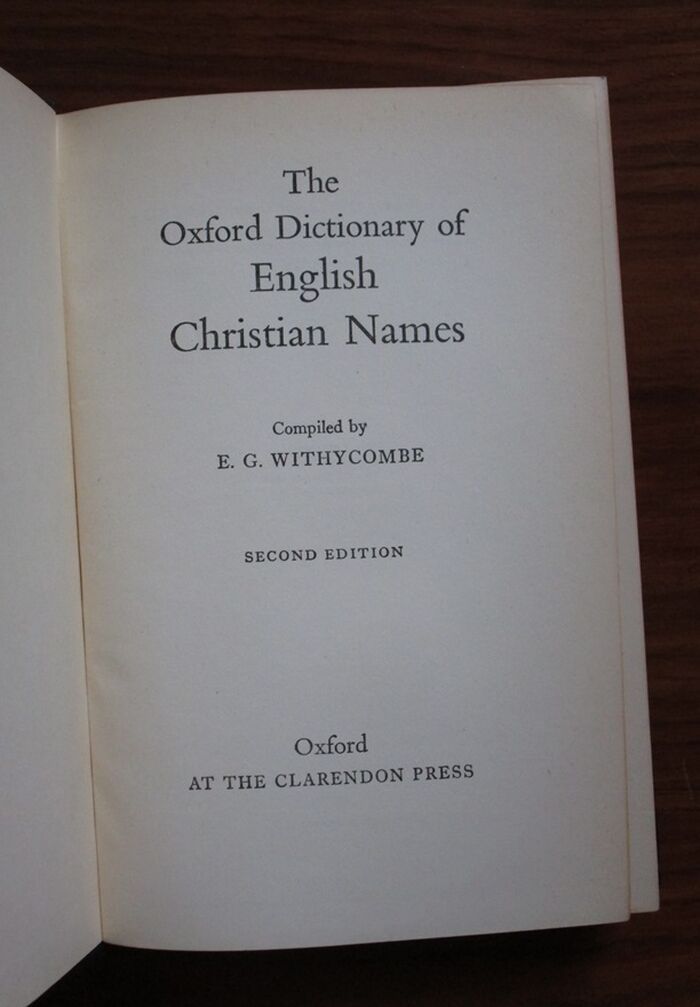 The
Oxford Dictionary of
English
Christian Names
Compiled by
E. G. WITHYCOMBE
SECOND EDITION
Oxford
AT THE CLARENDON PRESS